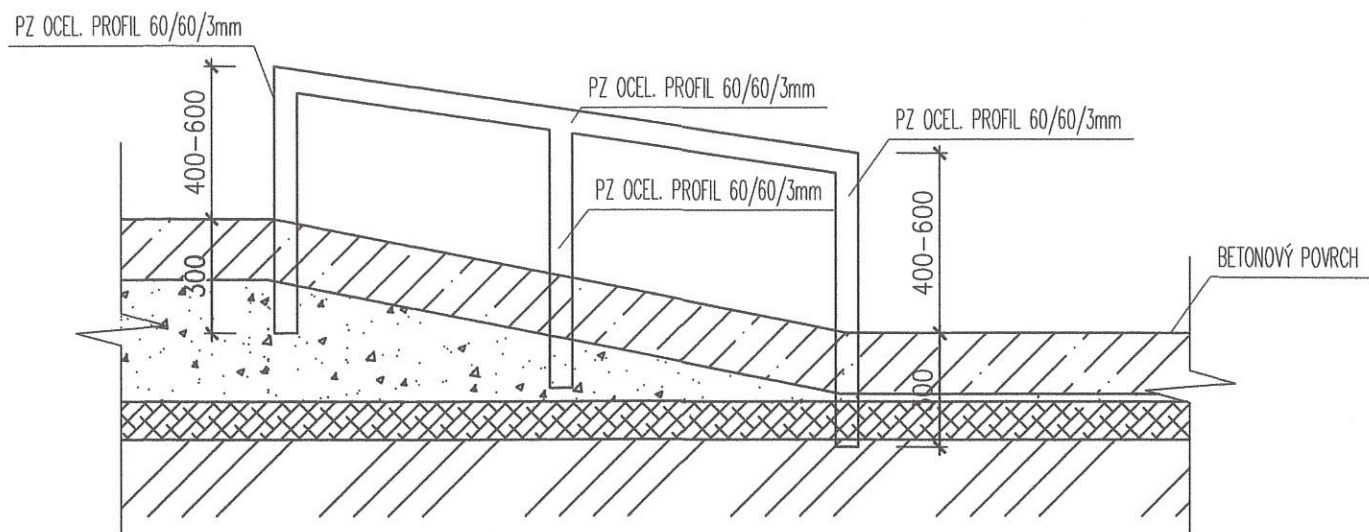 PZ OCEL. PROFIL 60/60/3mm
PZ OCEL. PROFIL 60/60/3mm
PZ OCEL. PROFIL 60/60/3mm
PZ OCEL. PROFIL 60/60/3mm
400-600
300
400-600
300
BETONOVÝ POVRCH